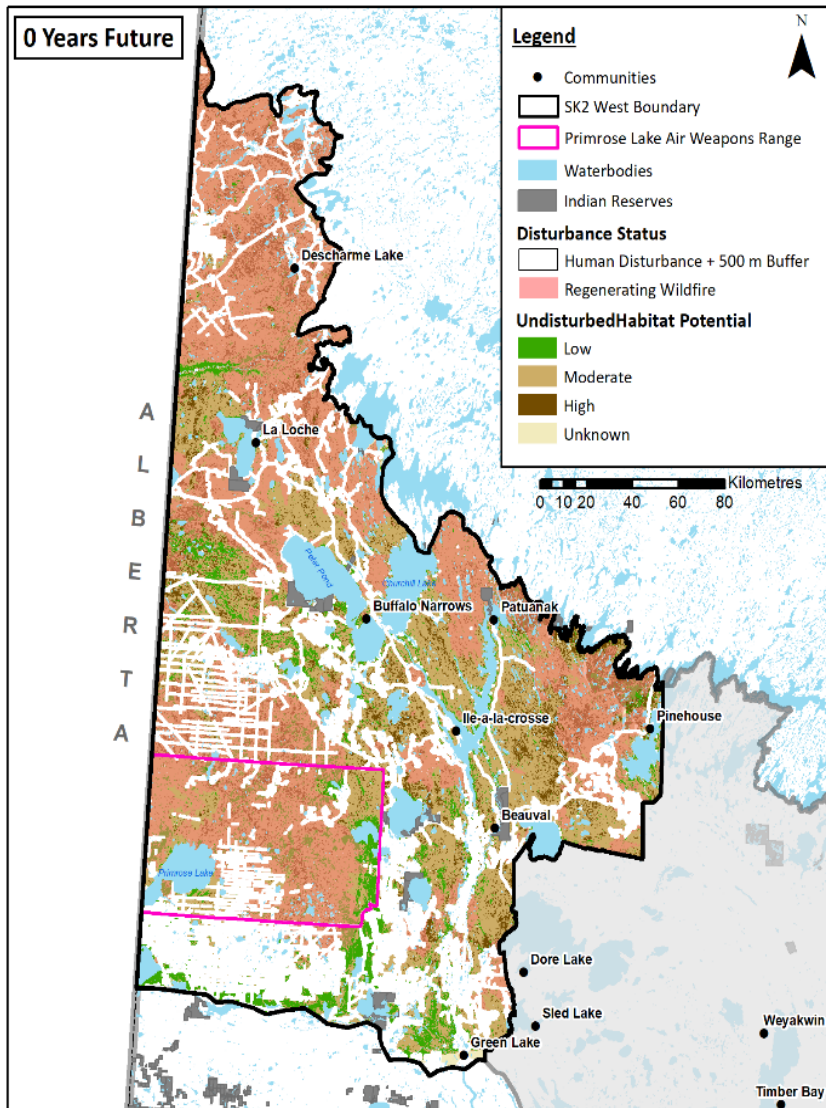 0 Years Future
Legend
N
Communities
SK2 West Boundary
Primrose Lake Air Weapons Range
Waterbodies
Indian Reserves
Disturbance Status
Human Disturbance + 500 m Buffer
Regenerating Wildfire
UndisturbedHabitat Potential
Low
Moderate
High
Unknown
Kilometres
0 10 20 40 60 80
Descharme Lake
La Loche
ALBERTA
Peter Pond
Churchill Lake
Buffalo Narrows
Patuanak
Ile-a-la-crosse
Pinehouse
Beauval
Primrose Lake
Dore Lake
Sled Lake
Weyakwin
Green Lake
Timber Bay